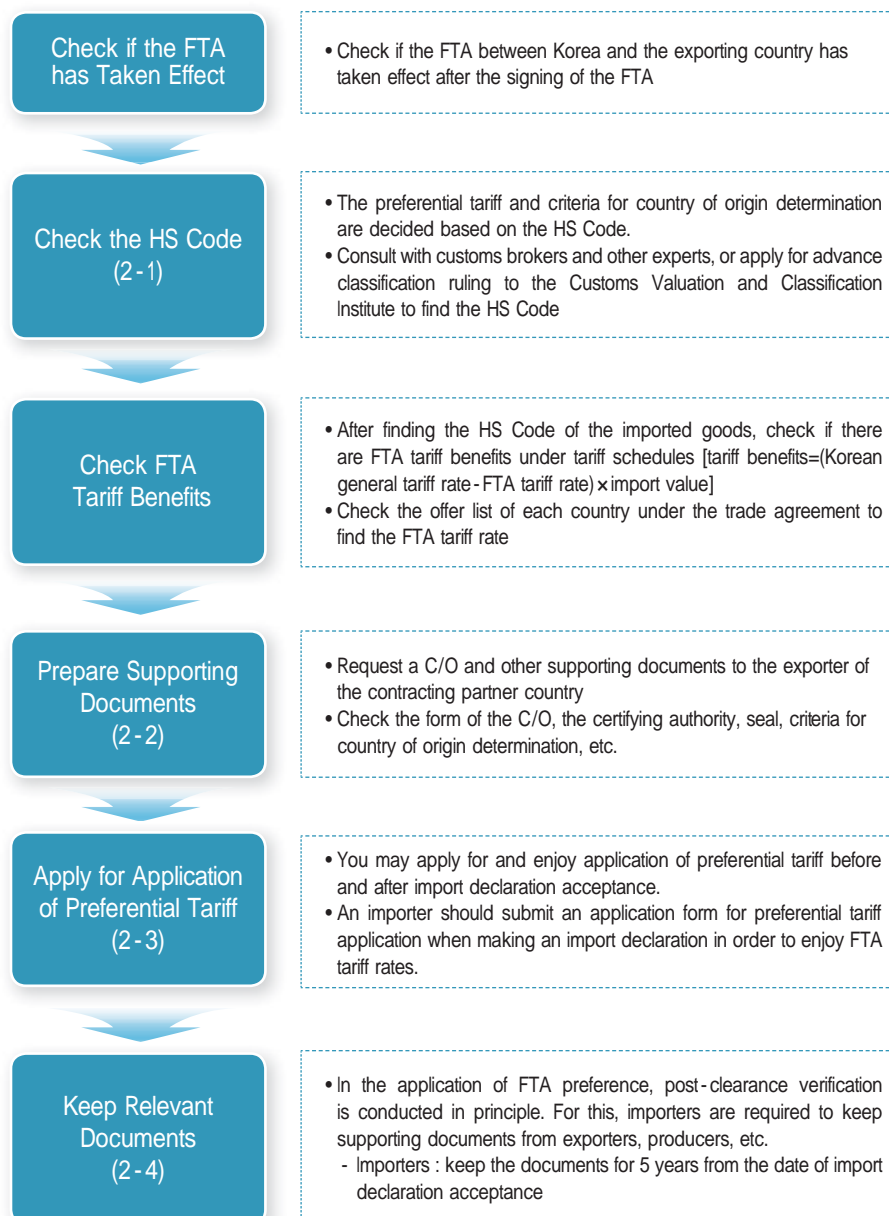 Check if the FTA
has Taken Effect
• Check if the FTA between Korea and the exporting country has
taken effect after the signing of the FTA
Check the HS Code
(2-1)
• The preferential tariff and criteria for country of origin determination
are decided based on the HS Code.
• Consult with customs brokers and other experts, or apply for advance
classification ruling to the Customs Valuation and Classification
Institute to find the HS Code
Check FTA
Tariff Benefits
• After finding the HS Code of the imported goods, check if there
are FTA tariff benefits under tariff schedules [tariff benefits=(Korean
general tariff rate-FTA tariff rate)×import value]
• Check the offer list of each country under the trade agreement to
find the FTA tariff rate
Prepare Supporting
Documents
(2-2)
• Request a C/O and other supporting documents to the exporter of
the contracting partner country
• Check the form of the C/O, the certifying authority, seal, criteria for
country of origin determination, etc.
Apply for Application
of Preferential Tariff
(2-3)
• You may apply for and enjoy application of preferential tariff before
and after import declaration acceptance.
• An importer should submit an application form for preferential tariff
application when making an import declaration in order to enjoy FTA
tariff rates.
Keep Relevant
Documents
(2-4)
• In the application of FTA preference, post-clearance verification
is conducted in principle. For this, importers are required to keep
supporting documents from exporters, producers, etc.
- Importers : keep the documents for 5 years from the date of import
declaration acceptance